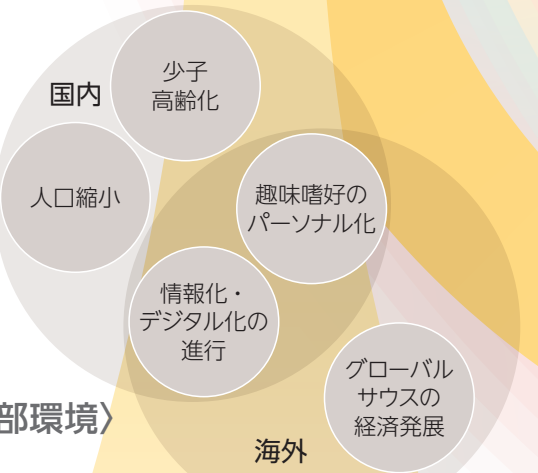 国内
少子
高齢化
人口縮小
趣味嗜好の
パーソナル化
情報化・
デジタル化の
進行
グローバル
サウスの
経済発展
部環境〉
海外